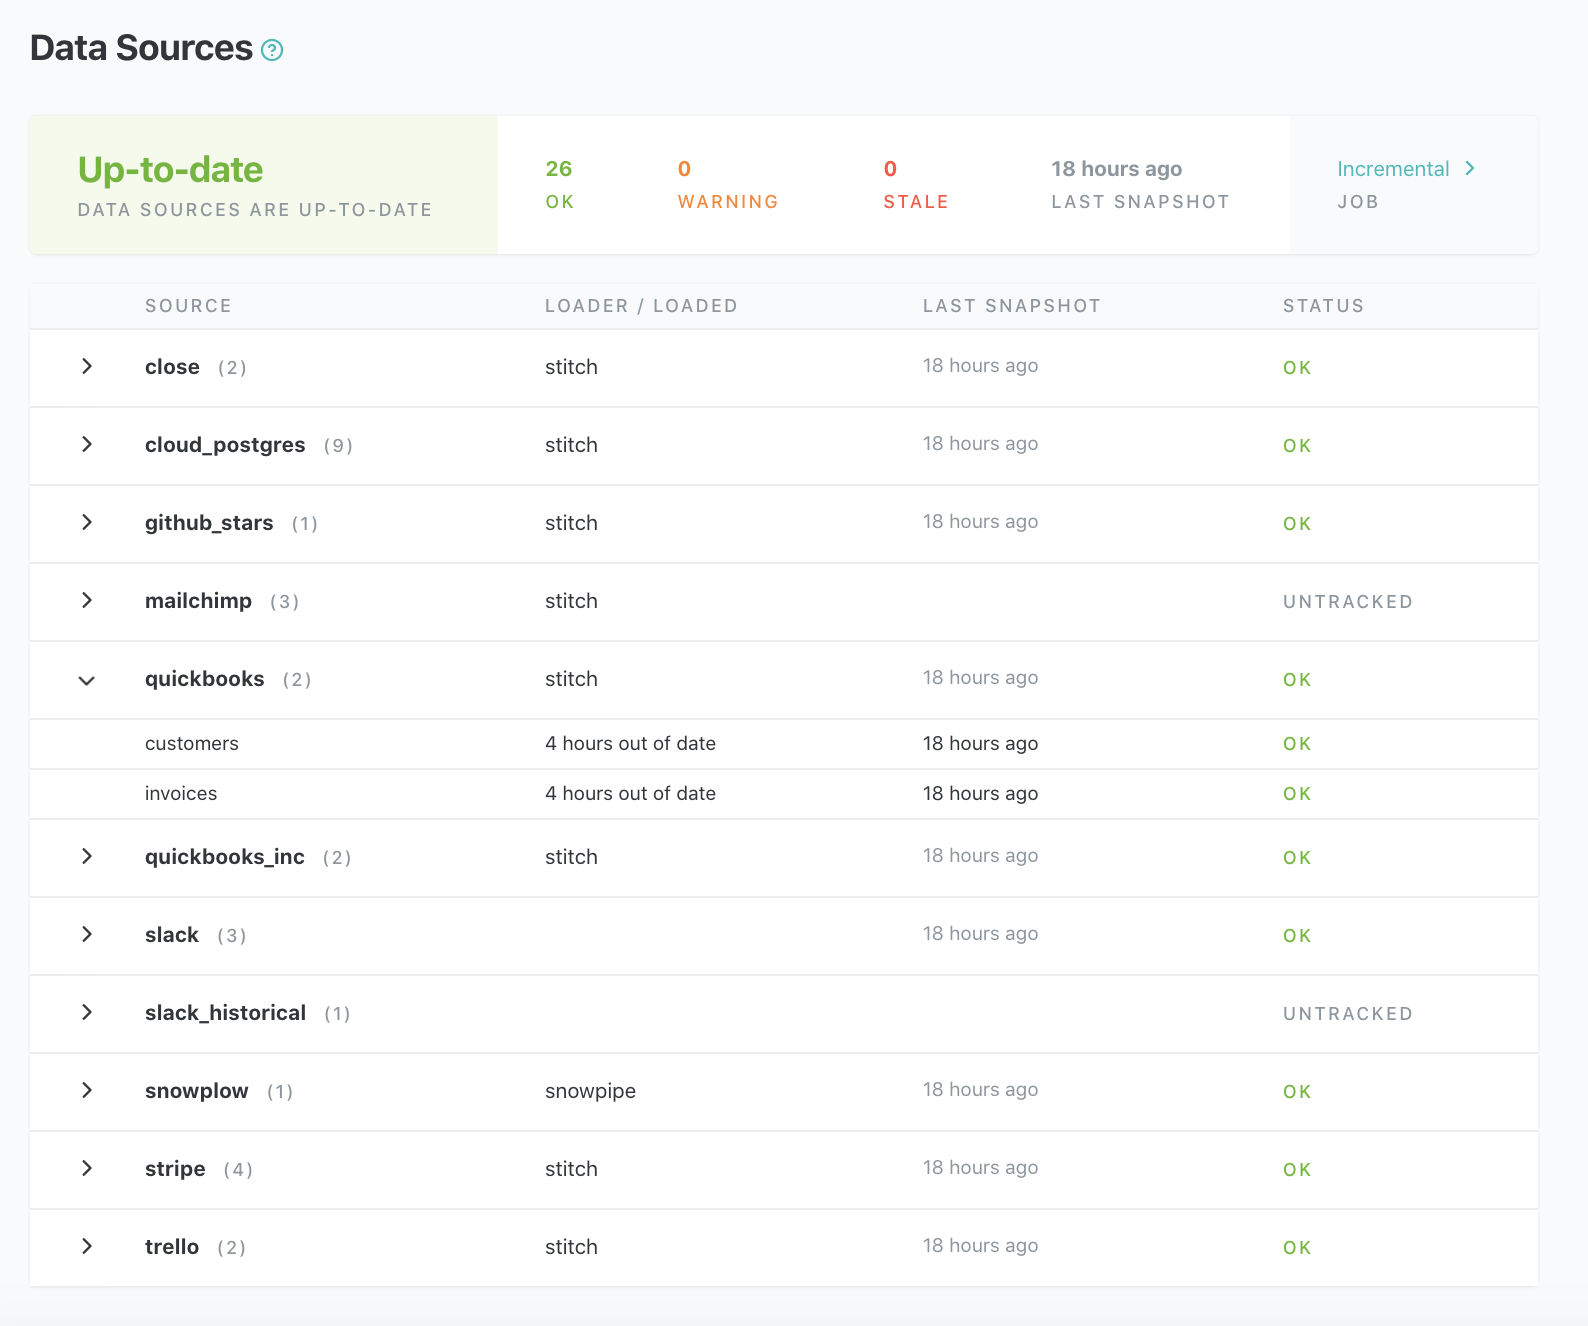 Data Sources ?
Up-to-date
DATA SOURCES ARE UP-TO-DATE
26 0 0 18 hours ago Incremental
OK WARNING STALE LAST SNAPSHOT JOB
SOURCE LOADER / LOADED LAST SNAPSHOT STATUS
close (2) stitch 18 hours ago OK
cloud_postgres (9) stitch 18 hours ago OK
github_stars (1) stitch 18 hours ago OK
mailchimp (3) stitch UNTRACKED
quickbooks (2) stitch 18 hours ago OK
customers 4 hours out of date 18 hours ago OK
invoices 4 hours out of date 18 hours ago OK
quickbooks_inc (2) stitch 18 hours ago OK
slack (3) 18 hours ago OK
slack_historical (1) UNTRACKED
snowplow (1) snowpipe 18 hours ago OK
stripe (4) stitch 18 hours ago OK
trello (2) stitch 18 hours ago OK